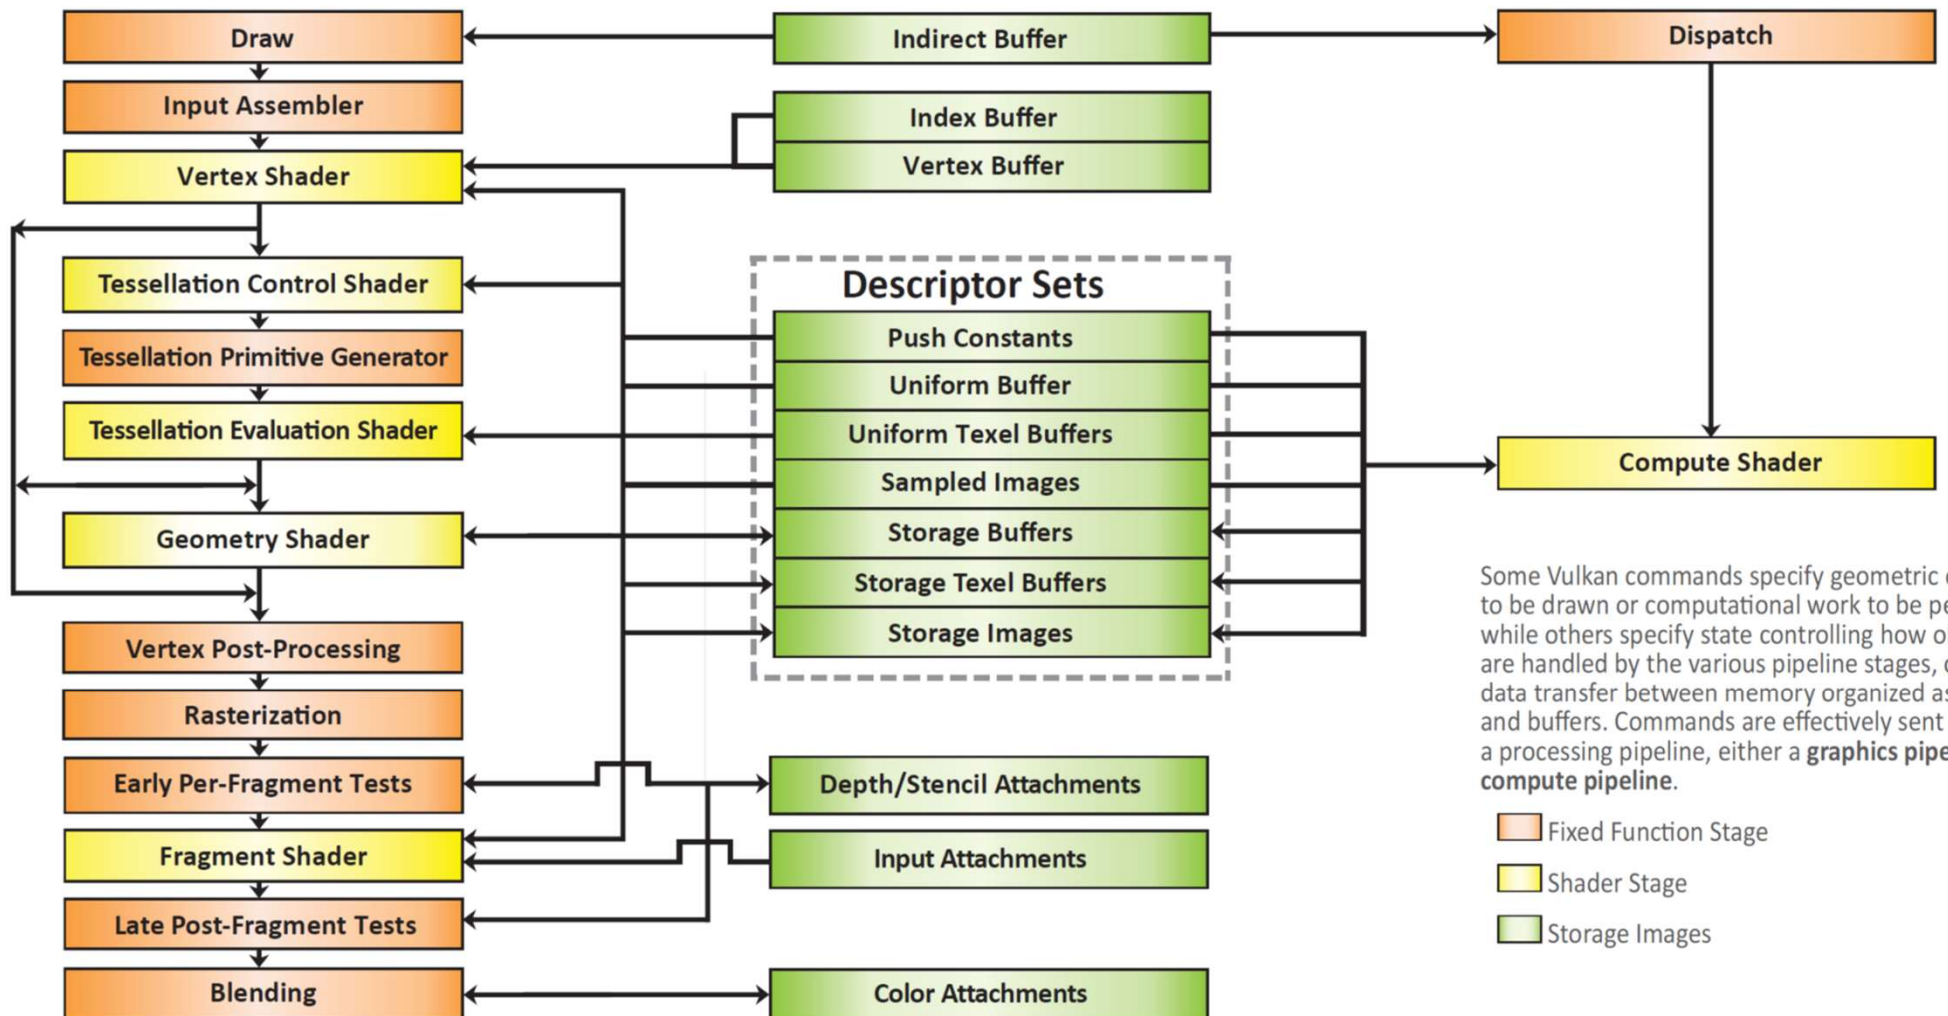 Draw
Input Assembler
Vertex Shader
Tessellation Control Shader
Tessellation Primitive Generator
Tessellation Evaluation Shader
Geometry Shader
Vertex Post-Processing
Rasterization
Early Per-Fragment Tests
Fragment Shader
Late Post-Fragment Tests
Blending
Indirect Buffer
Index Buffer
Vertex Buffer
Descriptor Sets
Push Constants
Uniform Buffer
Uniform Texel Buffers
Sampled Images
Storage Buffers
Storage Texel Buffers
Storage Images
Depth/Stencil Attachments
Input Attachments
Color Attachments
Dispatch
Compute Shader
Some Vulkan commands specify geometric
to be drawn or computational work to be
while others specify state controlling how
are handled by the various pipeline stages,
data transfer between memory organized
and buffers. Commands are effectively sent
a processing pipeline, either a graphics
compute pipeline.
Fixed Function Stage
Shader Stage
Storage Images